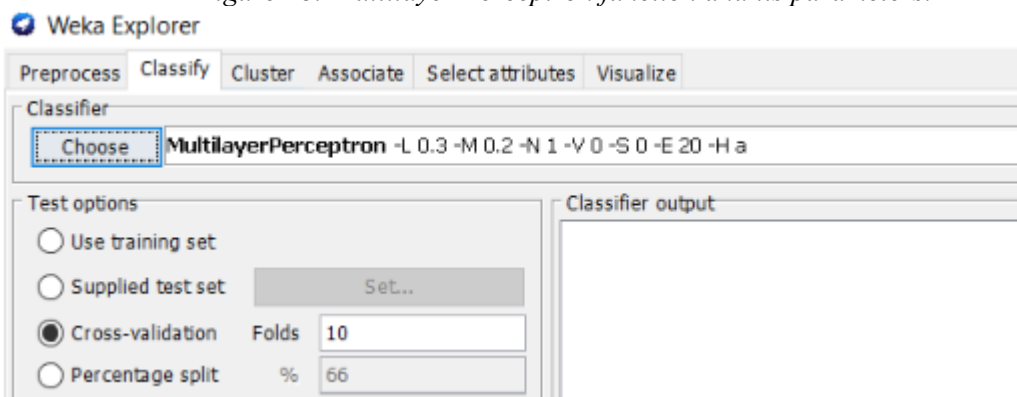 Weka Explorer
Preprocess Classify Cluster Associate Select attributes Visualize
Classifier
Choose MultilayerPerceptron -L 0.3 -M 0.2 -N 1 -V 0 -S 0 -E 20 -H a
Test options Classifier output
Use training set
Supplied test set Set...
Cross-validation Folds 10
Percentage split % 66